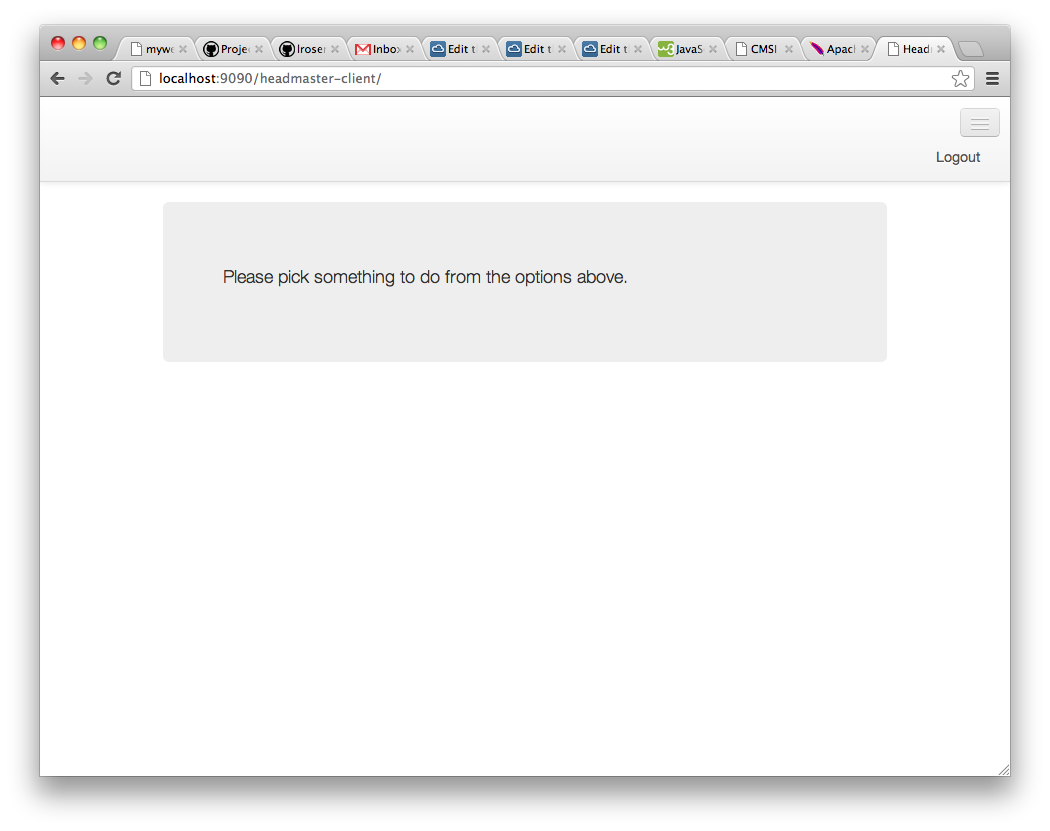 mywe Proje lrose Inbox Edit t Edit t Edit t JavaS CMSI Apac Head
localhost:9090/headmaster-client/
Logout
Please pick something to do from the options above.